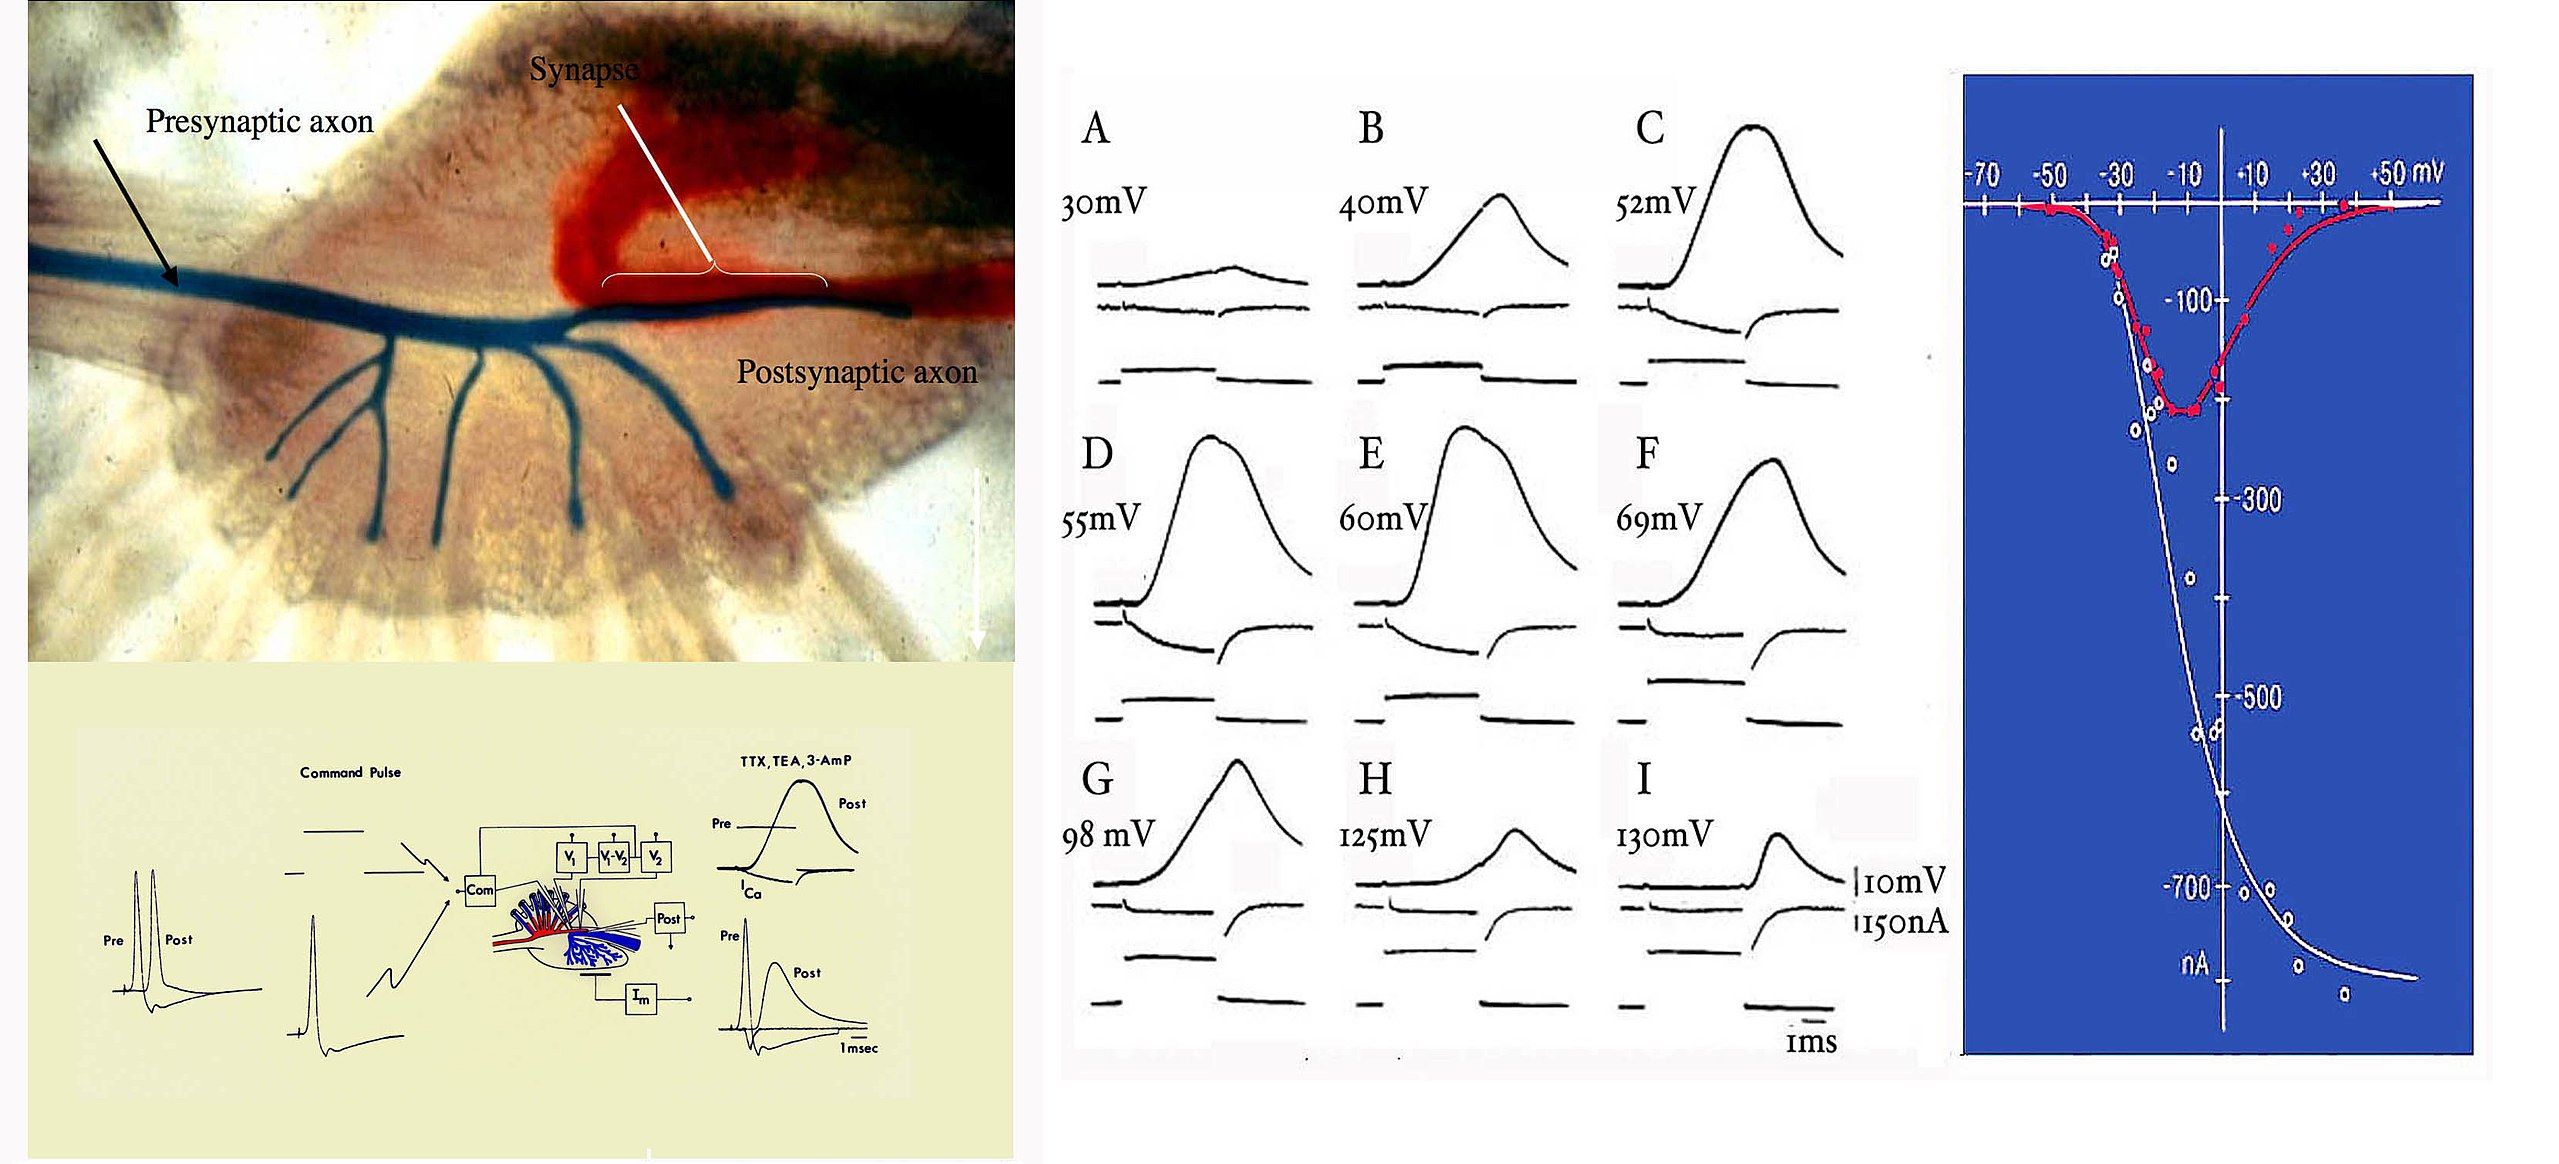 Synapse
Presynaptic axon
Postsynaptic axon
Command Pulse
TTX, TEA, 3-AmP
Post
Pre
V1
V1-V2
V2
Com
ICa
Pre
Post
Post
Pre
Post
Im
1msec
A
B
C
30mV
40mV
52mV
D
E
F
55mV
60mV
69mV
G
H
I
98 mV
125mV
130mV
10mV
150nA
1ms
-70 -50 -30 -10 +10 +30 +50 mV
-100
-300
-500
-700
nA